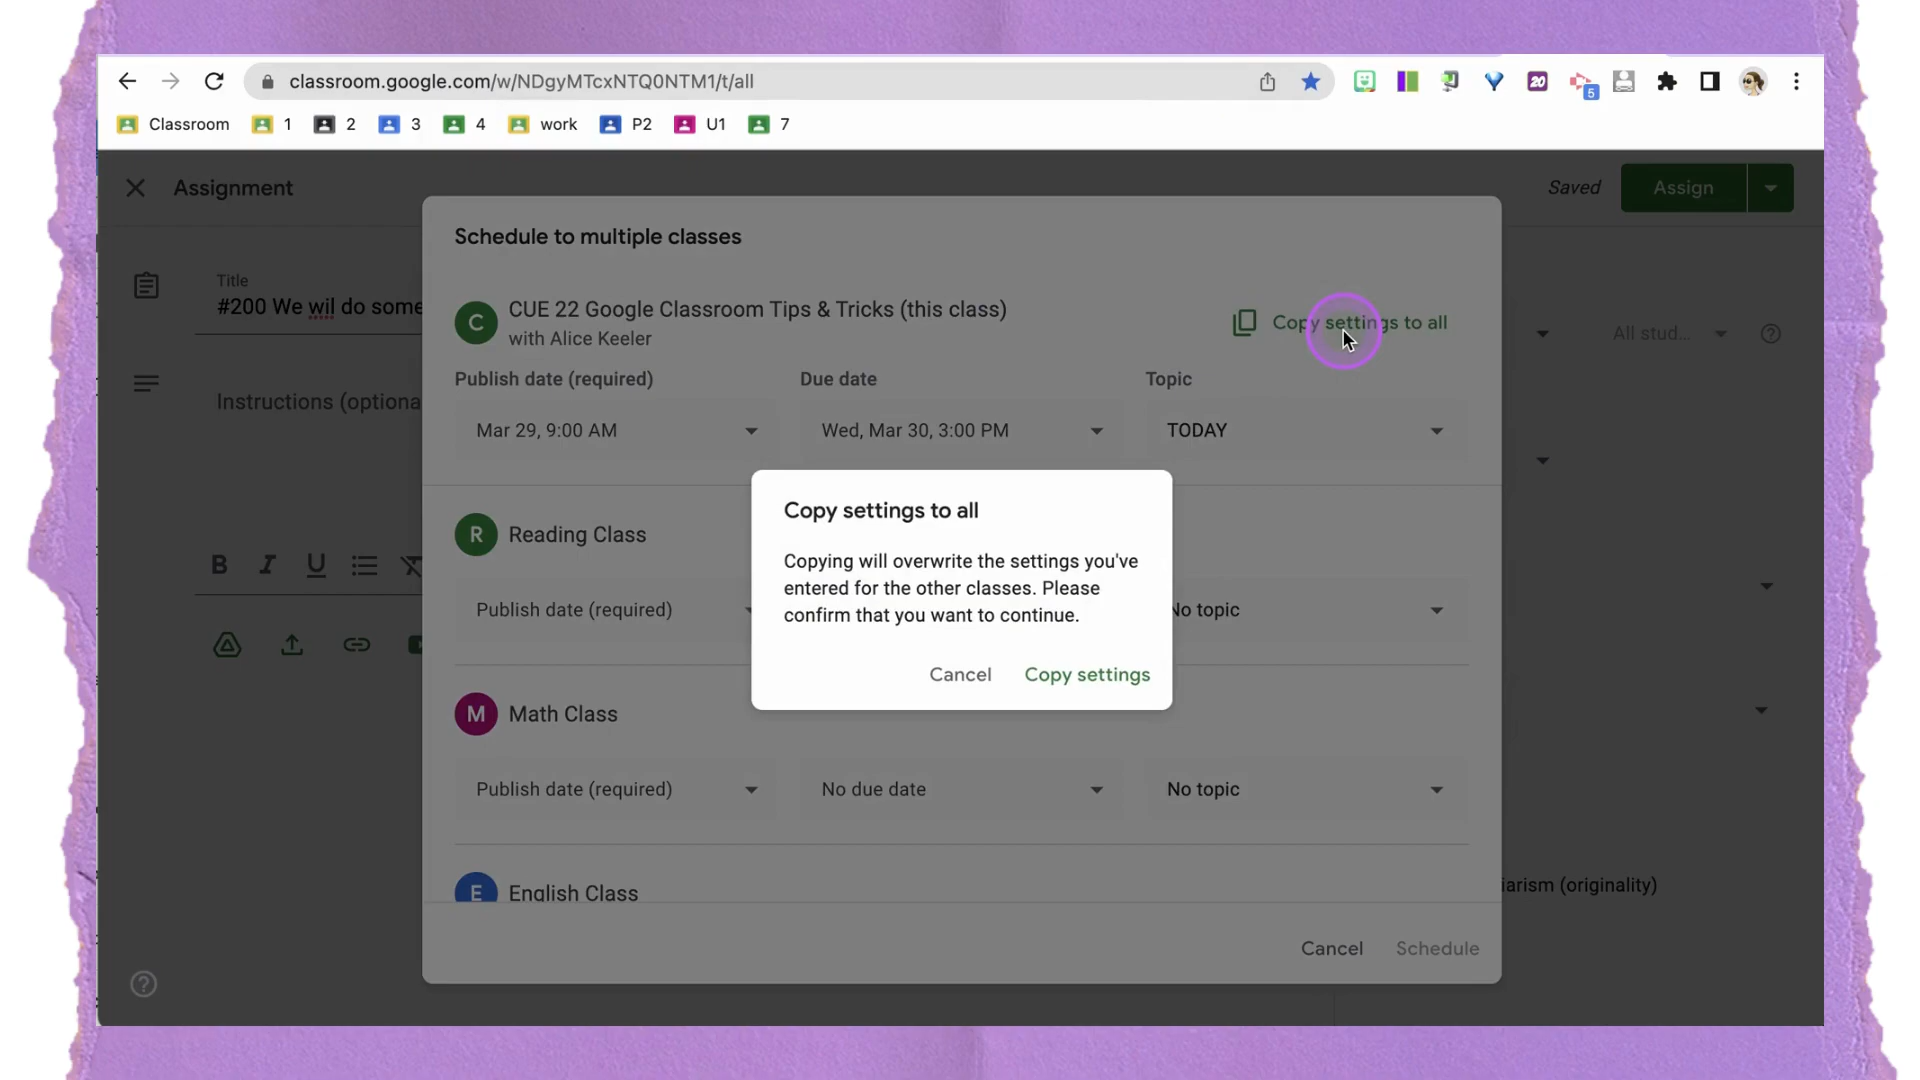 classroom.google.com/w/NDgyMTcxNTQ0NTM1/t/all
20
5
Classroom 1 2 3 4 work P2 U1 7
Assignment
Saved
Assign
Schedule to multiple classes
Title
#200 We wil do some
C
CUE 22 Google Classroom Tips & Tricks (this class)
with Alice Keeler
Copy settings to all
All stud...
Instructions (optiona
Publish date (required) Due date Topic
Mar 29, 9:00 AM Wed, Mar 30, 3:00 PM TODAY
R Reading Class
Publish date (required)
No topic
Copy settings to all
Copying will overwrite the settings you've
entered for the other classes. Please
confirm that you want to continue.
Cancel Copy settings
B I U
M Math Class
Publish date (required) No due date No topic
E English Class
iarism (originality)
Cancel Schedule